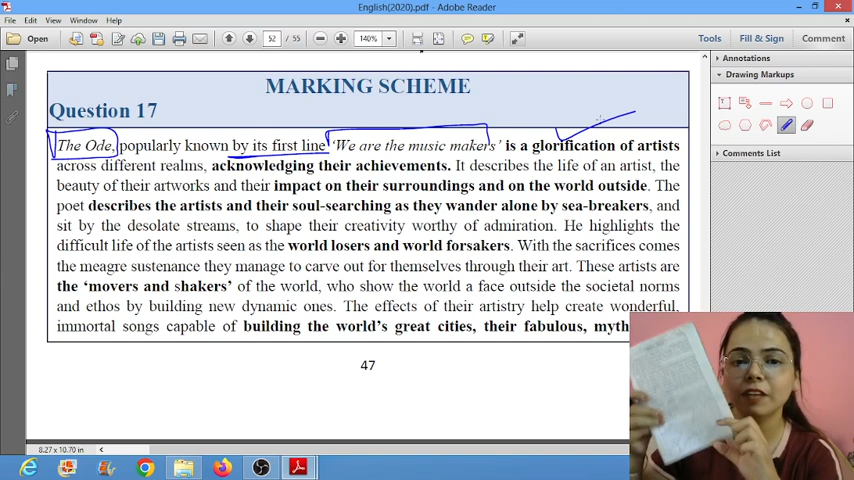 English(2020).pdf - Adobe Reader
File Edit View Window Help
Open 52 / 55 140% Tools Fill & Sign Comment
Annotations
Drawing Markups
Comments List
MARKING SCHEME
Question 17
The Ode, popularly known by its first line 'We are the music makers' is a glorification of artists
across different realms, acknowledging their achievements. It describes the life of an artist, the
beauty of their artworks and their impact on their surroundings and on the world outside. The
poet describes the artists and their soul-searching as they wander alone by sea-breakers, and
sit by the desolate streams, to shape their creativity worthy of admiration. He highlights the
difficult life of the artists seen as the world losers and world forsakers. With the sacrifices comes
the meagre sustenance they manage to carve out for themselves through their art. These artists are
the 'movers and shakers' of the world, who show the world a face outside the societal norms
and ethos by building new dynamic ones. The effects of their artistry help create wonderful,
immortal songs capable of building the world's great cities, their fabulous, myth
47
8.27 x 10.70 in